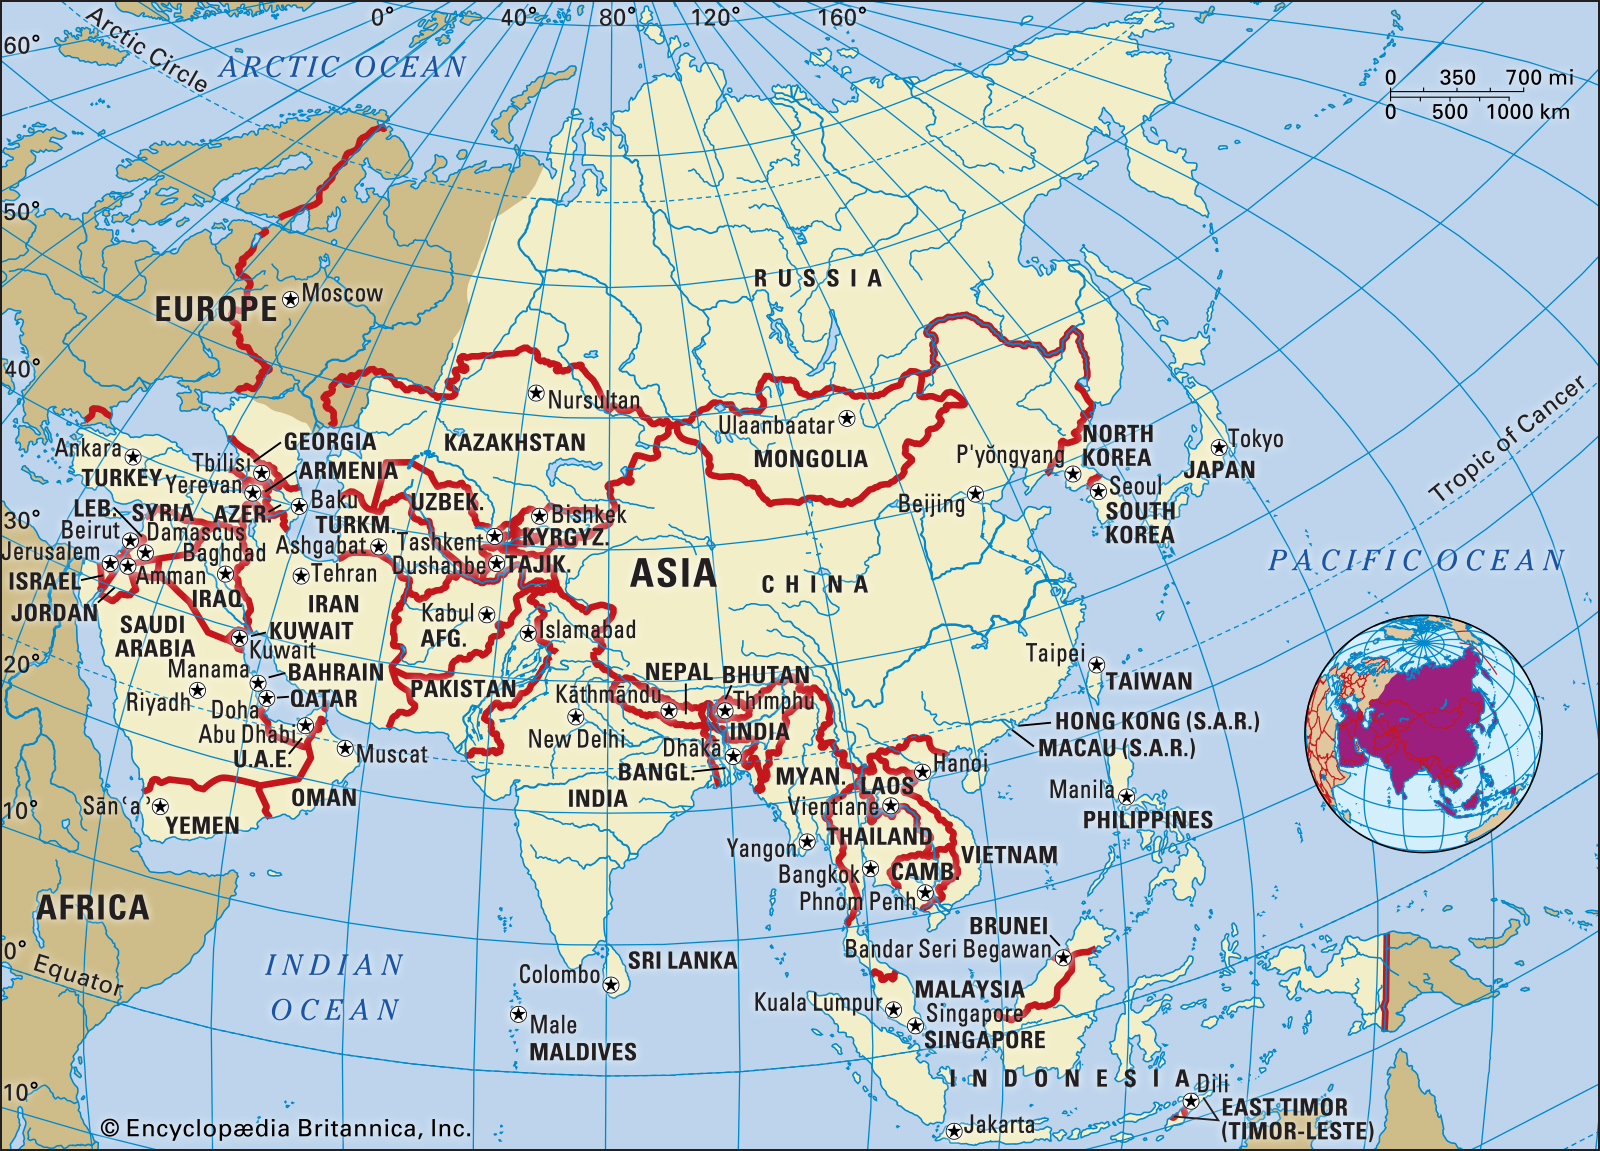 0° 40° 80° 120° 160°
60°
Arctic Circle
ARCTIC OCEAN
0 350 700 mi
0 500 1000 km
50°
RUSSIA
EUROPE
Moscow
40°
Nursultan
Ulaanbaatar
Tropic of Cancer
KAZAKHSTAN
MONGOLIA
NORTH
KOREA
P'yŏngyang
Tokyo
JAPAN
Ankara
TURKEY
GEORGIA
Tbilisi
ARMENIA
Yerevan
Baku
AZER.
UZBEK.
Bishkek
KYRGYZ.
Beijing
Seoul
SOUTH
KOREA
30°
LEB.
SYRIA
Beirut
Damascus
TURKM.
Ashgabat
Tashkent
Dushanbe
TAJIK.
Jerusalem
Baghdad
Amman
Tehran
ASIA
CHINA
PACIFIC OCEAN
ISRAEL
JORDAN
IRAQ
IRAN
Kabul
AFG.
Islamabad
SAUDI
ARABIA
KUWAIT
Kuwait
20°
Manama
BAHRAIN
Riyadh
QATAR
Doha
PAKISTAN
NEPAL
BHUTAN
Kāthmāndu
Thimphu
Taipei
TAIWAN
Abu Dhabi
U.A.E.
Muscat
New Delhi
INDIA
Dhaka
BANGL.
HONG KONG (S.A.R.)
MACAU (S.A.R.)
MYAN.
Hanoi
LAOS
Manila
PHILIPPINES
10°
Sān‘a’
YEMEN
OMAN
INDIA
Vientiane
THAILAND
Yangon
VIETNAM
Bangkok
CAMB.
Phnom Penh
AFRICA
BRUNEI
Bandar Seri Begawan
0°
Equator
INDIAN
OCEAN
Colombo
SRI LANKA
MALAYSIA
Kuala Lumpur
Singapore
SINGAPORE
Male
MALDIVES
INDONESIA
Dili
EAST TIMOR
(TIMOR-LESTE)
10°
Jakarta
© Encyclopædia Britannica, Inc.